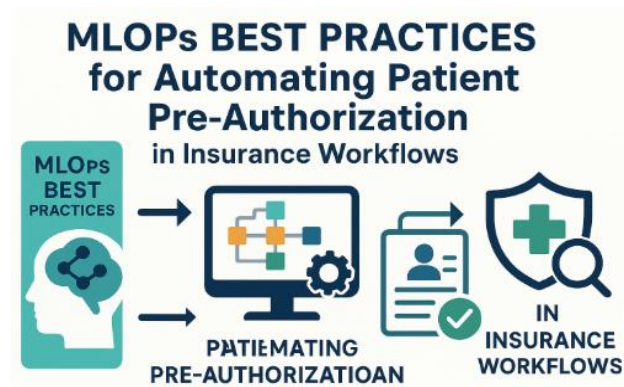 MLOPs BEST PRACTICES
for Automating Patient
Pre-Authorization
in Insurance Workflows
MLOPs
BEST
PRACTICES
PRE-AUTHORIZATIOAN
IN
INSURANCE
WORKFLOWS